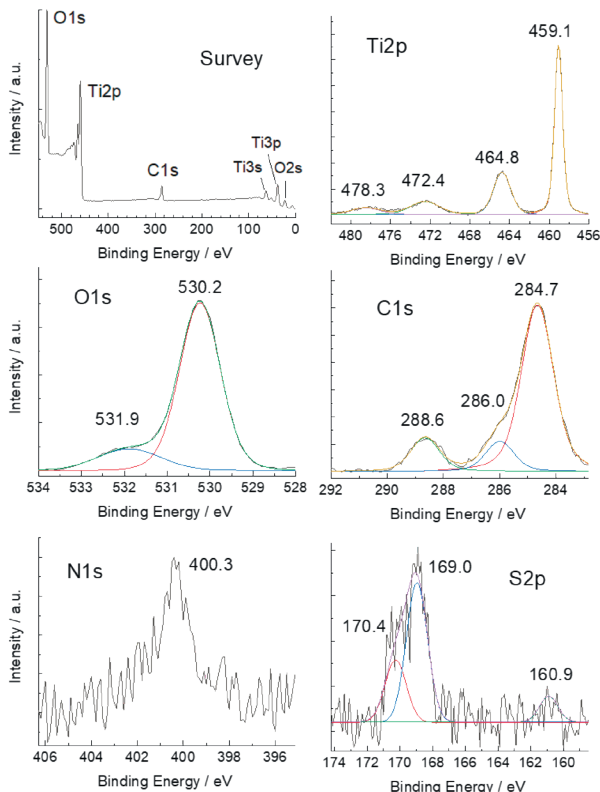 O1s
Survey
Ti2p
Ti3p
C1s
Ti3s
O2s
Intensity / a.u.
500 400 300 200 100 0
Binding Energy / eV
459.1
Ti2p
464.8
478.3
472.4
480 476 472 468 464 460 456
Binding Energy / eV
530.2
O1s
531.9
Intensity / a.u.
534 533 532 531 530 529 528
Binding Energy / eV
284.7
C1s
286.0
288.6
292 290 288 286 284
Binding Energy / eV
N1s
400.3
Intensity / a.u.
406 404 402 400 398 396
Binding Energy / eV
169.0
S2p
170.4
160.9
174 172 170 168 166 164 162 160
Binding Energy / eV